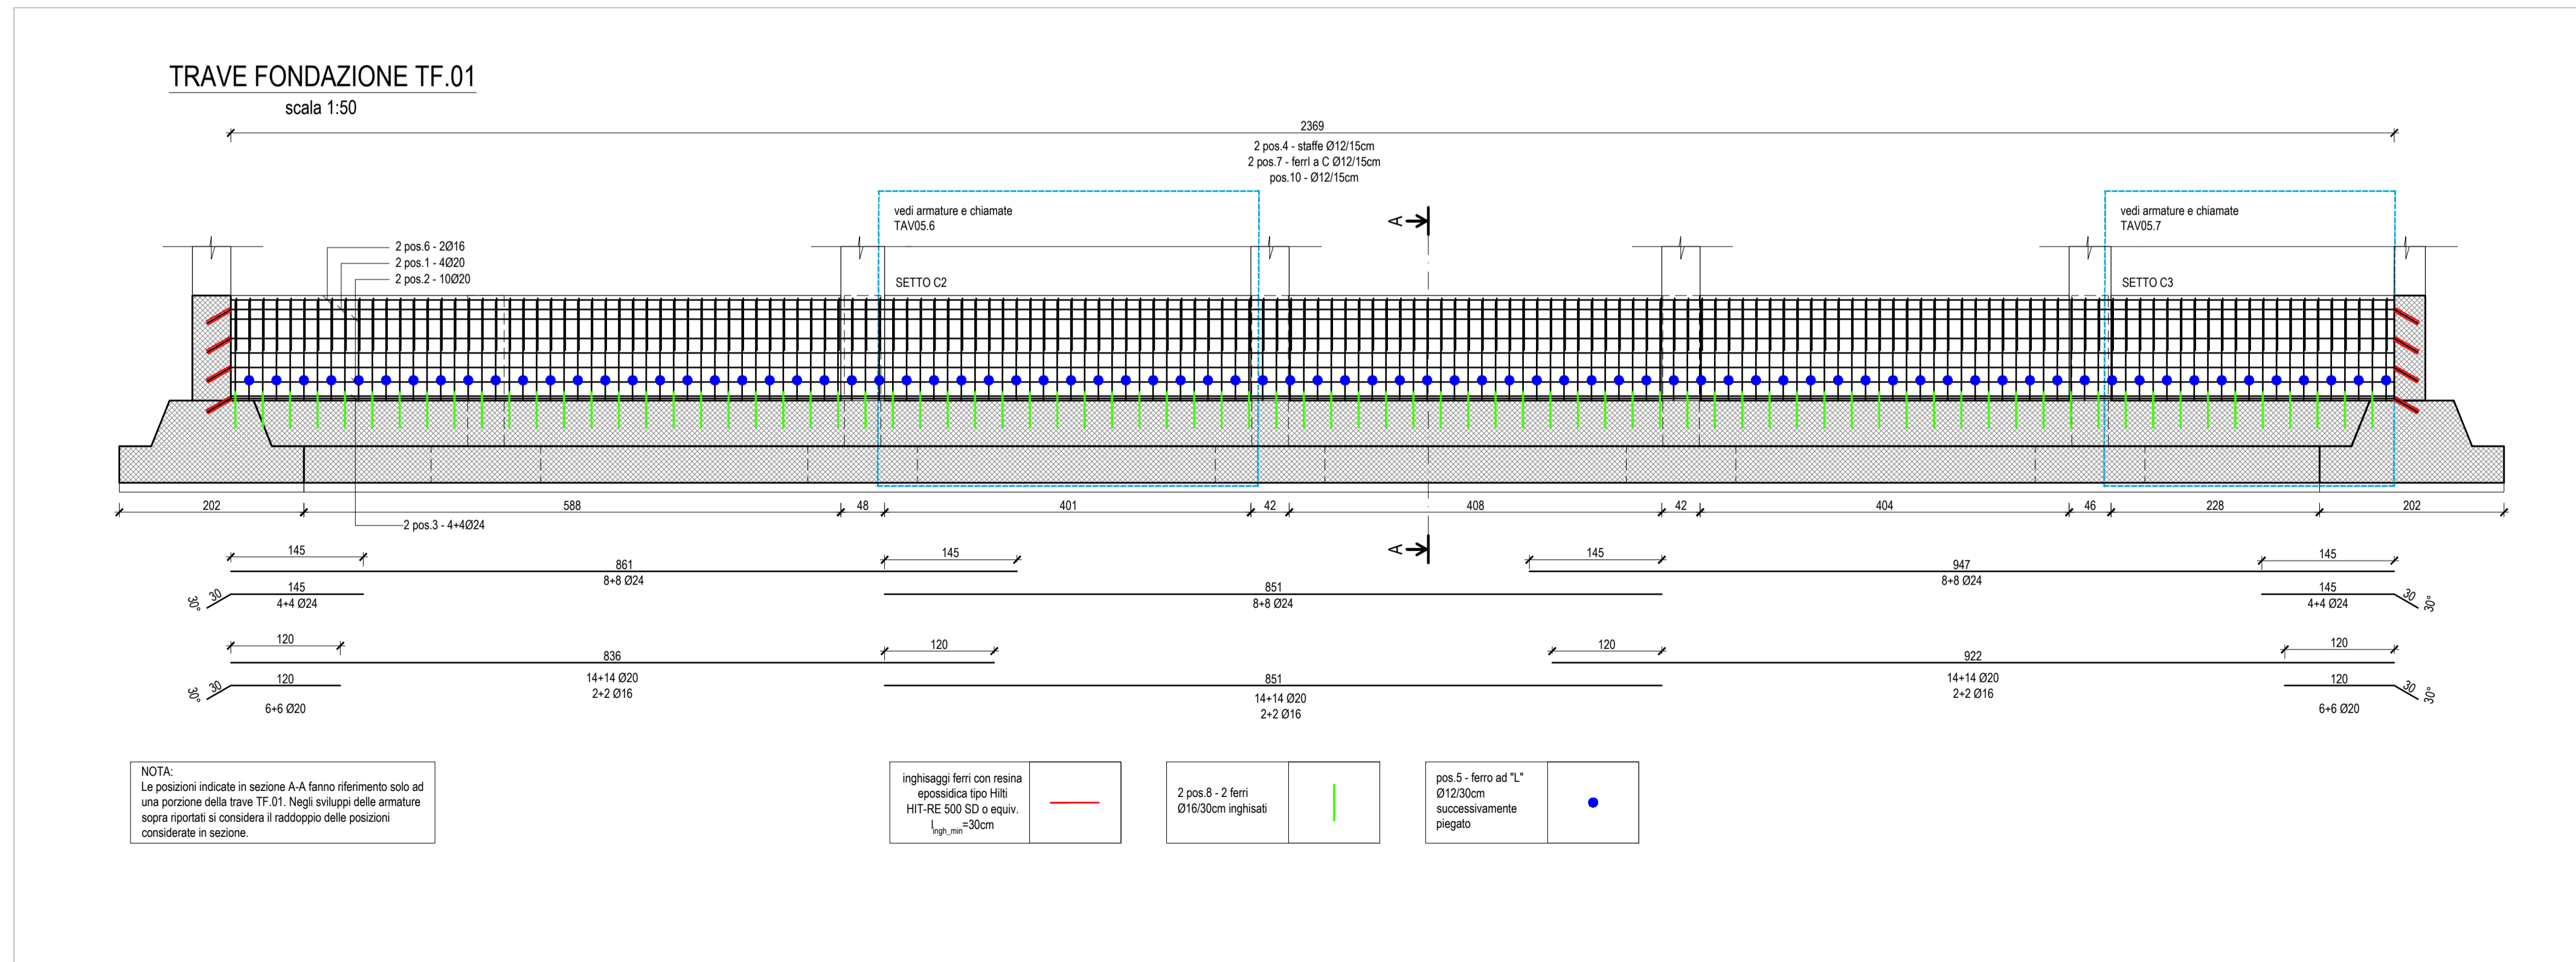 TRAVE FONDAZIONE TF.01
scala 1:50
2369
2 pos.4 - staffe Ø12/15cm
2 pos.7 - ferrI a C Ø12/15cm
pos.10 - Ø12/15cm
vedi armature e chiamate
TAV05.6
A
vedi armature e chiamate
TAV05.7
2 pos.6 - 2Ø16
2 pos.1 - 4Ø20
2 pos.2 - 10Ø20
SETTO C2
SETTO C3
202
588
48
401
42
408
42
404
46
228
202
2 pos.3 - 4+4Ø24
A
145
861
8+8 Ø24
145
145
947
8+8 Ø24
145
30°
30
145
4+4 Ø24
851
8+8 Ø24
145
4+4 Ø24
30
30°
120
836
14+14 Ø20
2+2 Ø16
120
120
922
14+14 Ø20
2+2 Ø16
120
30°
30
120
6+6 Ø20
851
14+14 Ø20
2+2 Ø16
120
6+6 Ø20
30
30°
NOTA:
Le posizioni indicate in sezione A-A fanno riferimento solo ad
una porzione della trave TF.01. Negli sviluppi delle armature
sopra riportati si considera il raddoppio delle posizioni
considerate in sezione.
inghisaggi ferri con resina
epossidica tipo Hilti
HIT-RE 500 SD o equiv.
lingh_min=30cm
2 pos.8 - 2 ferri
Ø16/30cm inghisati
pos.5 - ferro ad "L"
Ø12/30cm
successivamente
piegato